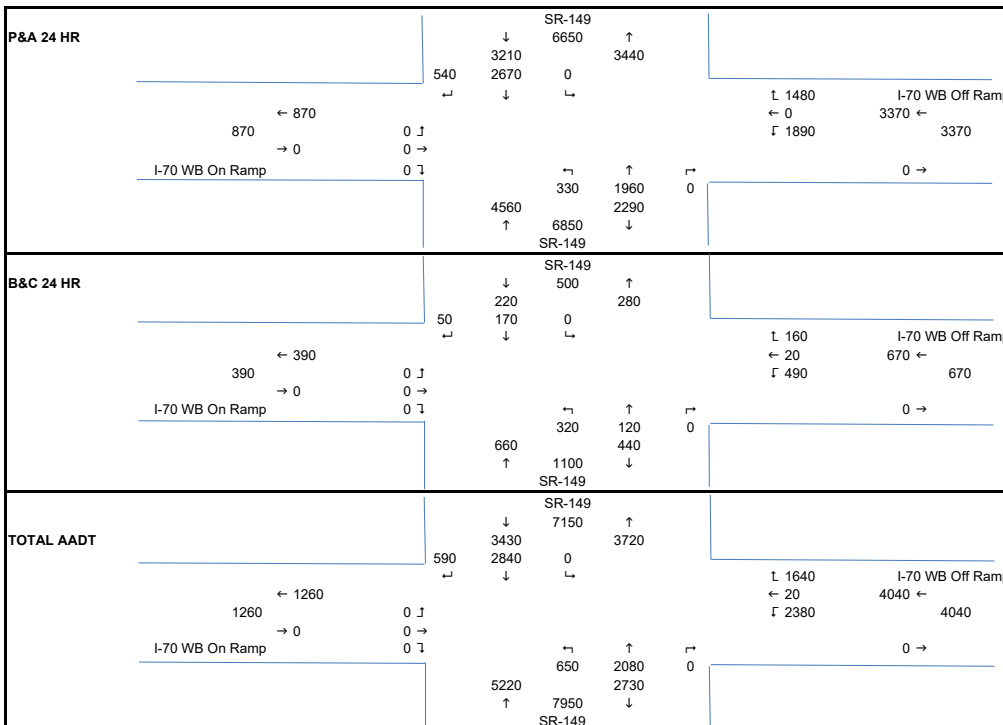 SR-149
P&A 24 HR ↓ 6650 ↑
3210 3440
540 2670 0
↵ ↓ ↳ ↥ 1480 I-70 WB Off Ramp
← 870 ← 0 3370 ←
870 0 ⮥ ↧ 1890 3370
→ 0 0 →
I-70 WB On Ramp 0 ⮧ ↰ ↑ ↱ 0 →
330 1960 0
4560 2290
↑ 6850 ↓
SR-149
SR-149
B&C 24 HR ↓ 500 ↑
220 280
50 170 0
↵ ↓ ↳ ↥ 160 I-70 WB Off Ramp
← 390 ← 20 670 ←
390 0 ⮥ ↧ 490 670
→ 0 0 →
I-70 WB On Ramp 0 ⮧ ↰ ↑ ↱ 0 →
320 120 0
660 440
↑ 1100 ↓
SR-149
SR-149
↓ 7150 ↑
TOTAL AADT 3430 3720
590 2840 0
↵ ↓ ↳ ↥ 1640 I-70 WB Off Ramp
← 1260 ← 20 4040 ←
1260 0 ⮥ ↧ 2380 4040
→ 0 0 →
I-70 WB On Ramp 0 ⮧ ↰ ↑ ↱ 0 →
650 2080 0
5220 2730
↑ 7950 ↓
SR-149